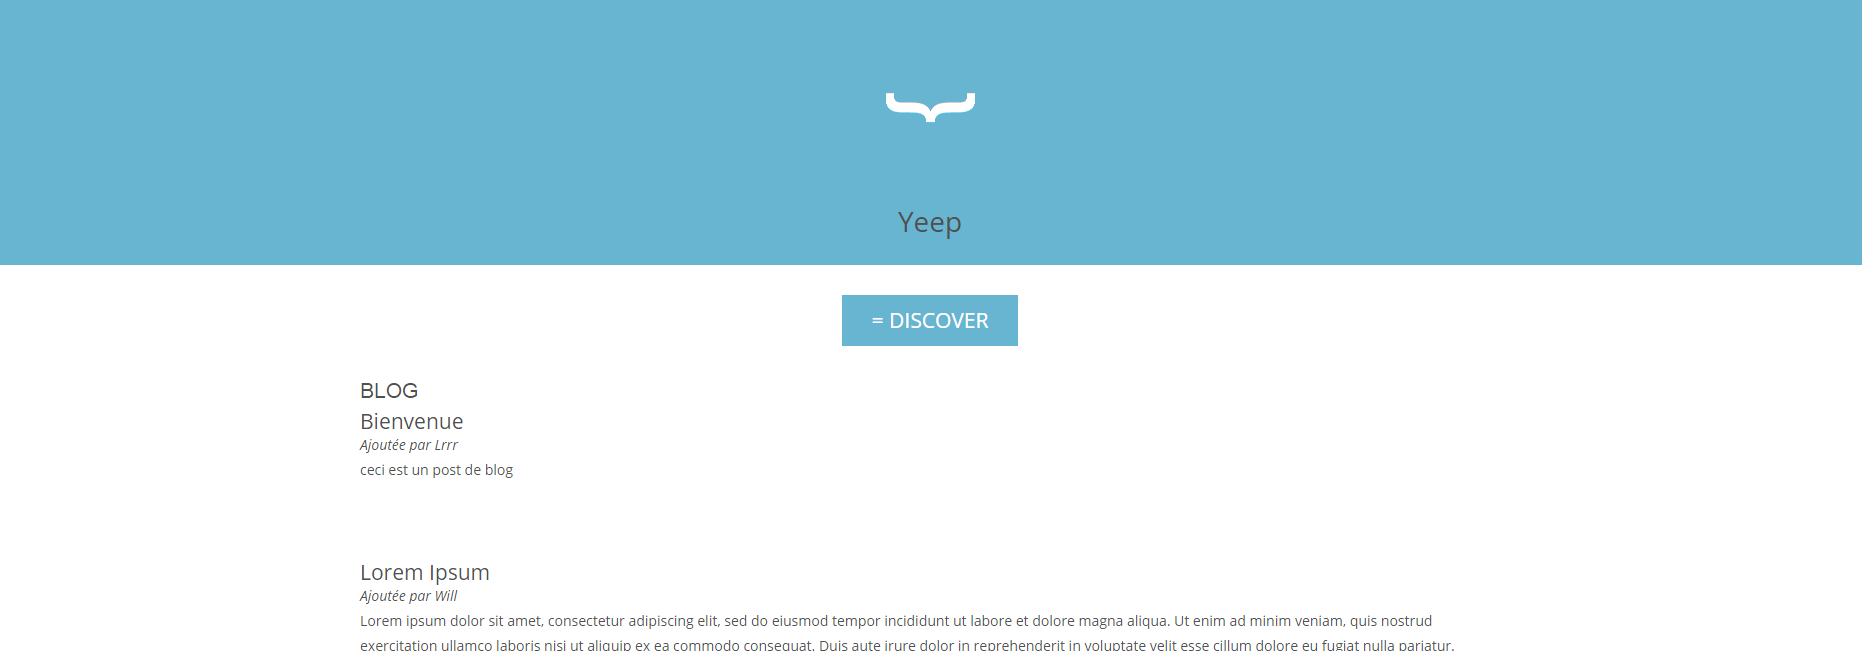 Yeep
= DISCOVER
BLOG
Bienvenue
Ajoutée par Lrrr
ceci est un post de blog
Lorem Ipsum
Ajoutée par Will
Lorem ipsum dolor sit amet, consectetur adipiscing elit, sed do eiusmod tempor incididunt ut labore et dolore magna aliqua. Ut enim ad minim veniam, quis nostrud
exercitation ullamco laboris nisi ut aliquip ex ea commodo consequat. Duis aute irure dolor in reprehenderit in voluptate velit esse cillum dolore eu fugiat nulla pariatur.